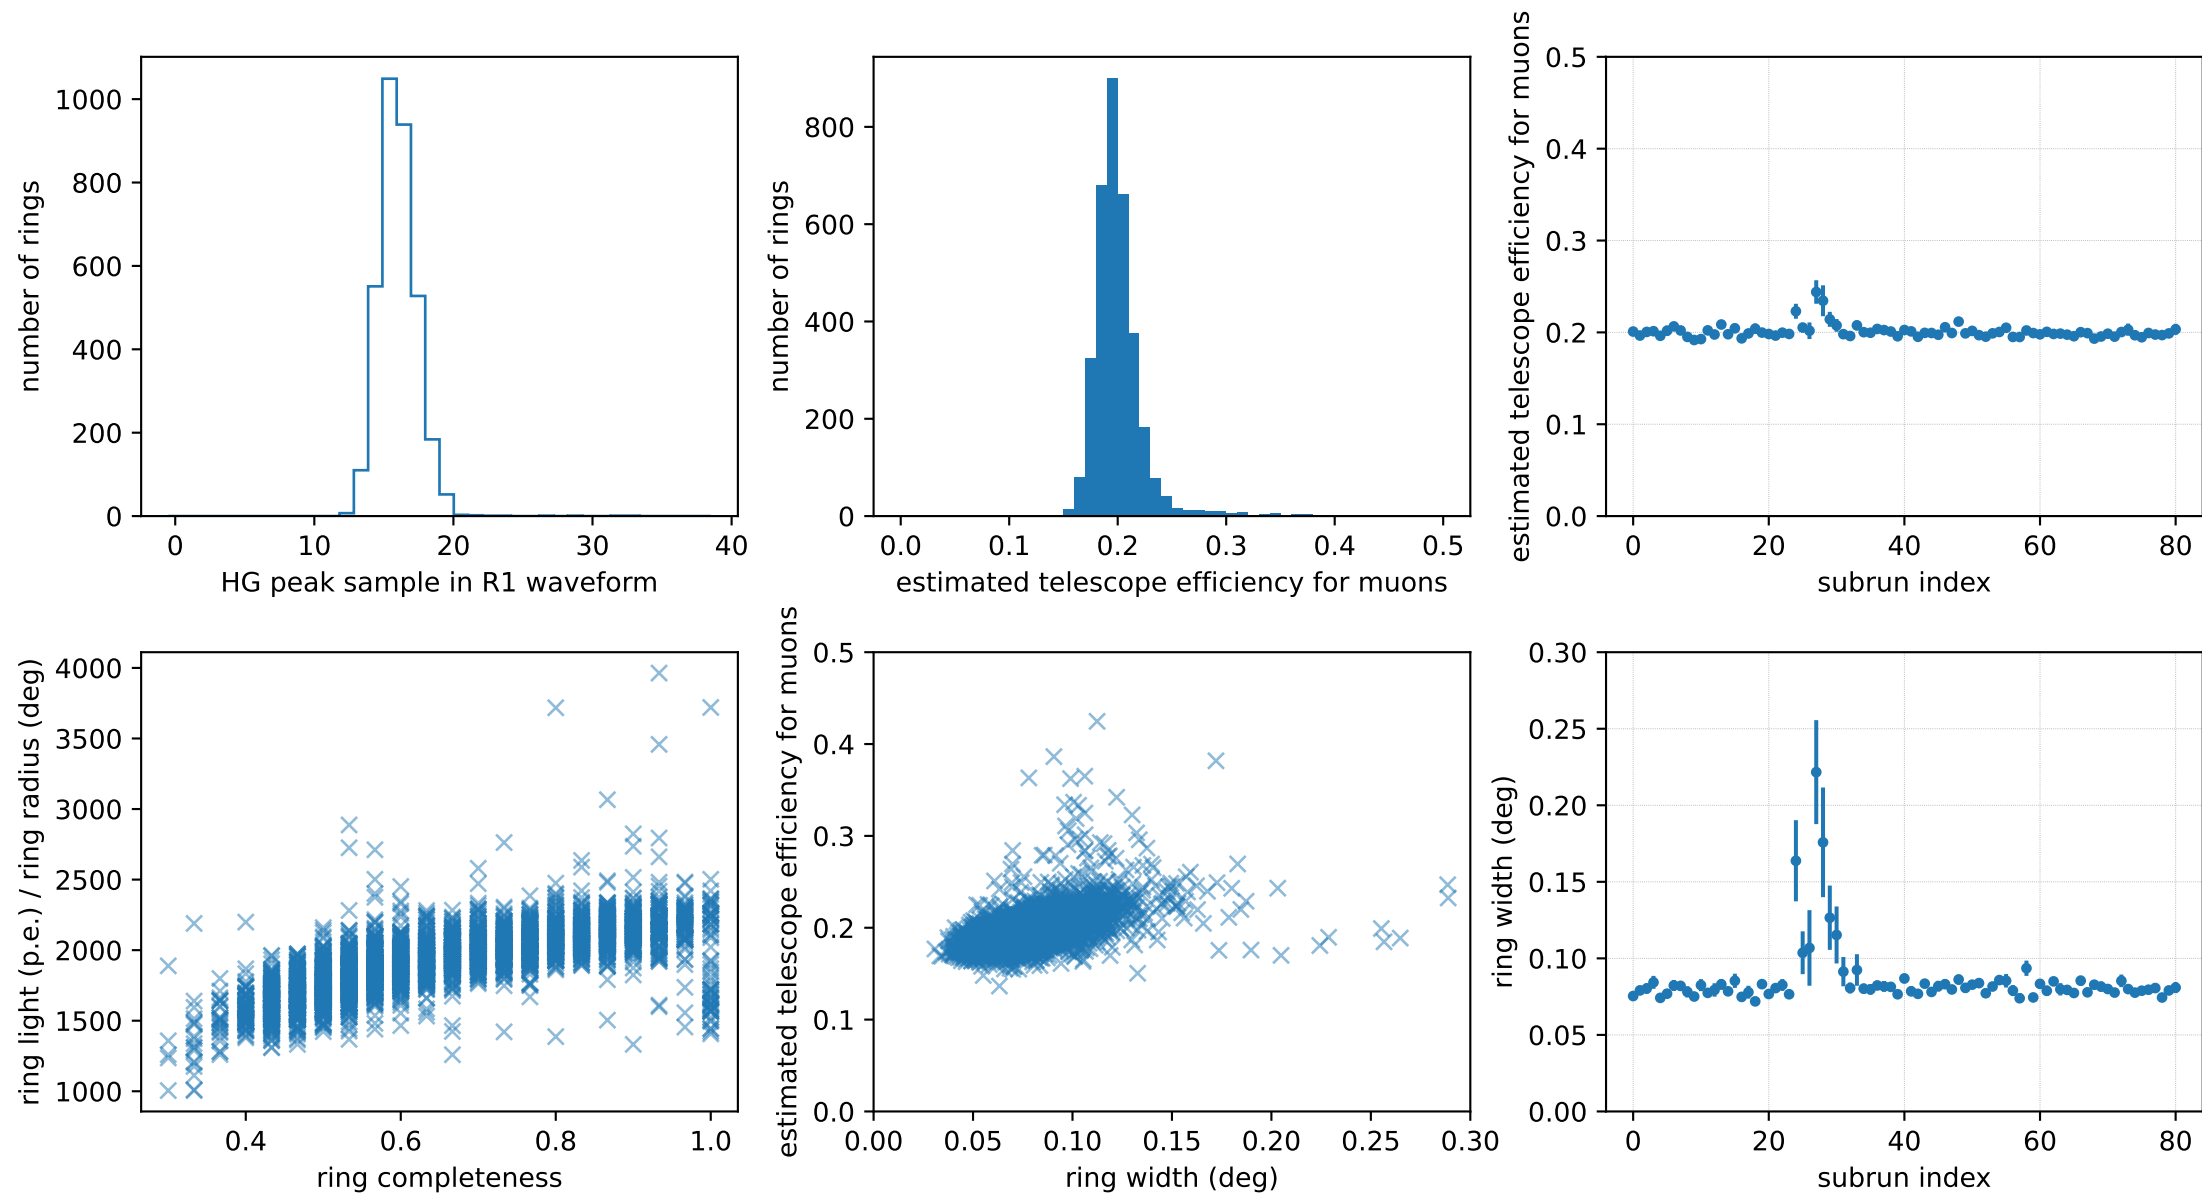 number of rings
1000
800
600
400
200
0
0 10 20 30 40
HG peak sample in R1 waveform
number of rings
800
600
400
200
0
0.0 0.1 0.2 0.3 0.4 0.5
estimated telescope efficiency for muons
estimated telescope efficiency for muons
0.5
0.4
0.3
0.2
0.1
0.0
0 20 40 60 80
subrun index
ring light (p.e.) / ring radius (deg)
4000
3500
3000
2500
2000
1500
1000
0.4 0.6 0.8 1.0
ring completeness
estimated telescope efficiency for muons
0.5
0.4
0.3
0.2
0.1
0.0
0.00 0.05 0.10 0.15 0.20 0.25 0.30
ring width (deg)
ring width (deg)
0.30
0.25
0.20
0.15
0.10
0.05
0.00
0 20 40 60 80
subrun index